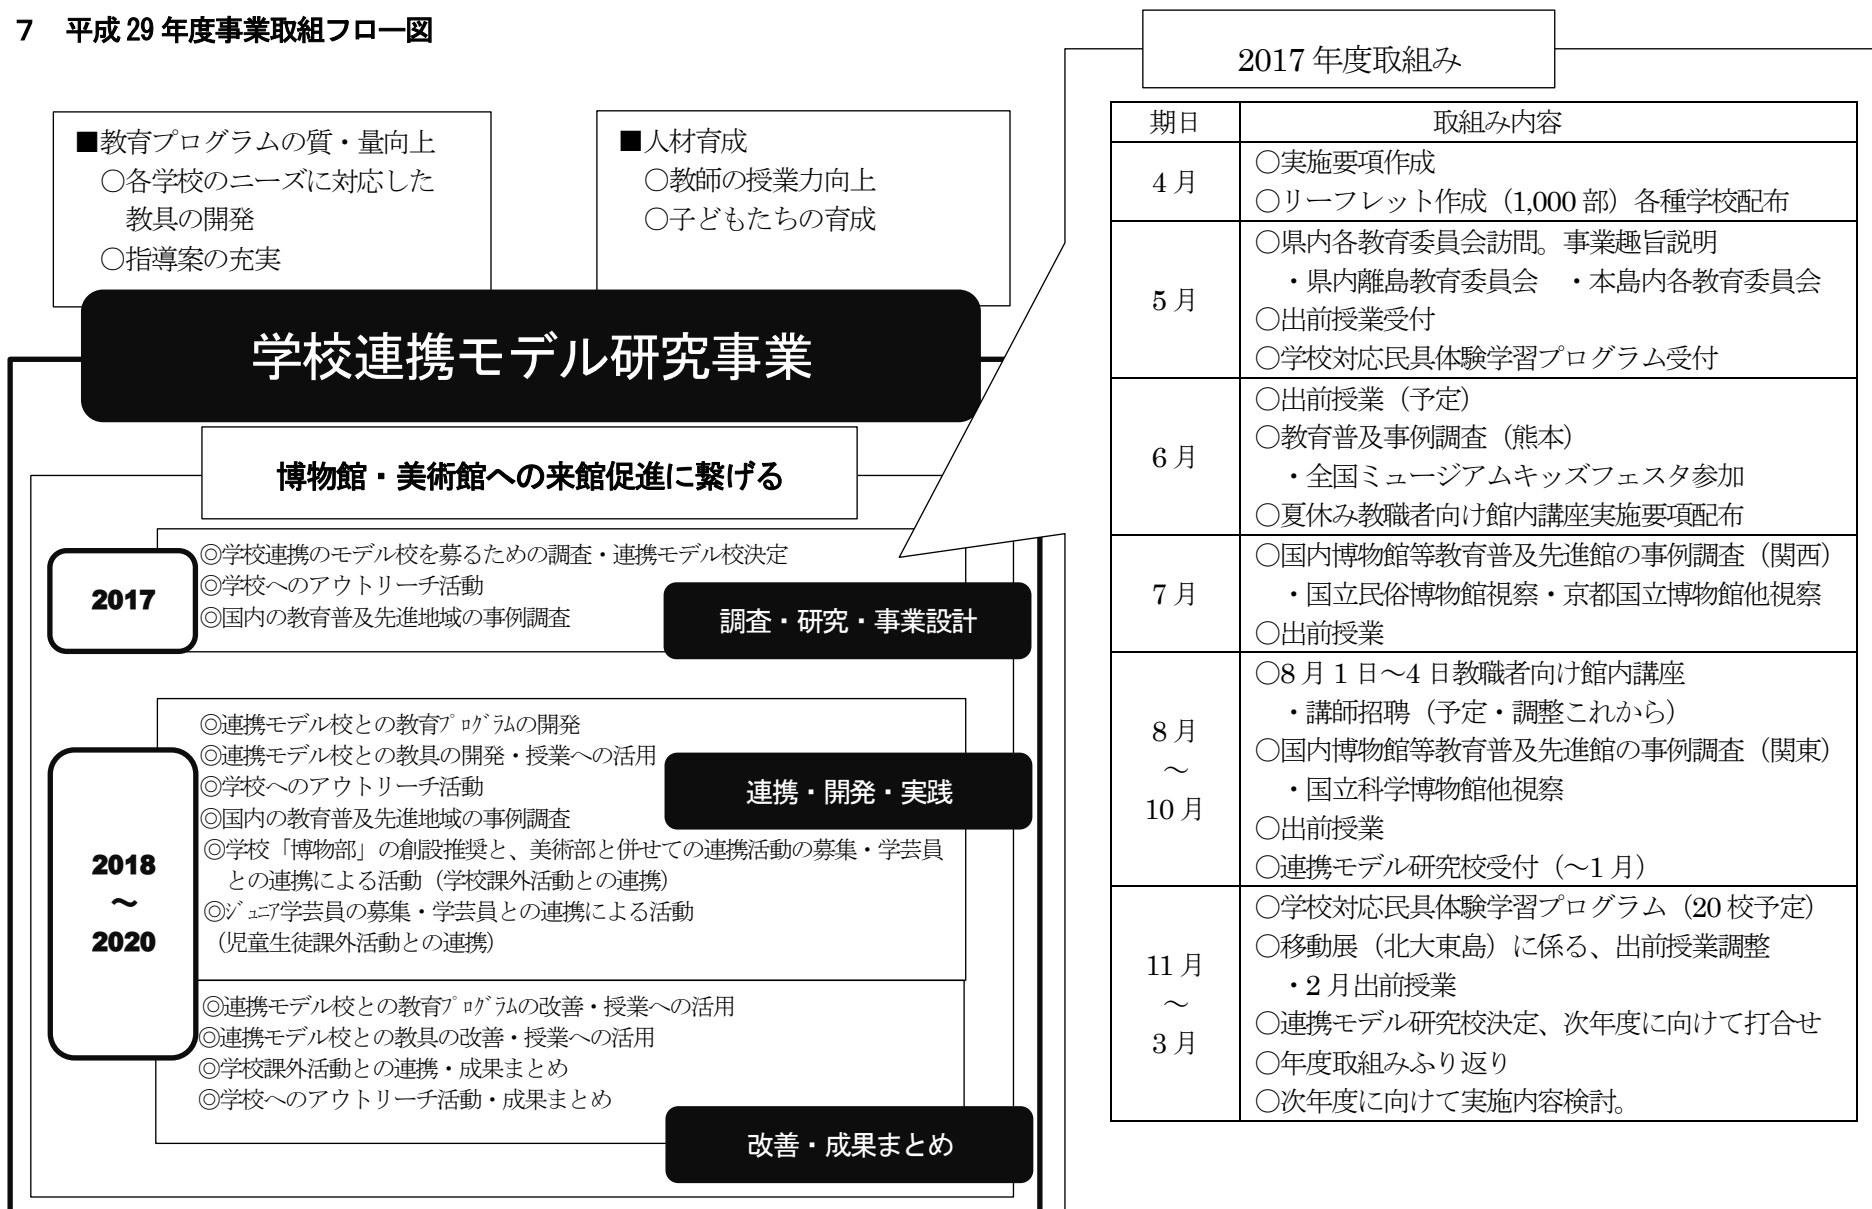 ７　平成 29 年度事業取組フロー図
■教育プログラムの質・量向上
○各学校のニーズに対応した
教具の開発
○指導案の充実
■人材育成
○教師の授業力向上
○子どもたちの育成
学校連携モデル研究事業
博物館・美術館への来館促進に繋げる
2017
◎学校連携のモデル校を募るための調査・連携モデル校決定
◎学校へのアウトリーチ活動
◎国内の教育普及先進地域の事例調査
調査・研究・事業設計
2018
～
2020
◎連携モデル校との教育ﾌﾟﾛｸﾞﾗﾑの開発
◎連携モデル校との教具の開発・授業への活用
◎学校へのアウトリーチ活動
◎国内の教育普及先進地域の事例調査
◎学校「博物部」の創設推奨と、美術部と併せての連携活動の募集・学芸員
との連携による活動（学校課外活動との連携）
◎ｼﾞｭﾆｱ学芸員の募集・学芸員との連携による活動
（児童生徒課外活動との連携）
連携・開発・実践
◎連携モデル校との教育ﾌﾟﾛｸﾞﾗﾑの改善・授業への活用
◎連携モデル校との教具の改善・授業への活用
◎学校課外活動との連携・成果まとめ
◎学校へのアウトリーチ活動・成果まとめ
改善・成果まとめ
2017 年度取組み
期日　取組み内容
4 月
○実施要項作成
○リーフレット作成（1,000 部）各種学校配布
5 月
○県内各教育委員会訪問。事業趣旨説明
・県内離島教育委員会　・本島内各教育委員会
○出前授業受付
○学校対応民具体験学習プログラム受付
6 月
○出前授業（予定）
○教育普及事例調査（熊本）
・全国ミュージアムキッズフェスタ参加
○夏休み教職者向け館内講座実施要項配布
7 月
○国内博物館等教育普及先進館の事例調査（関西）
・国立民俗博物館視察・京都国立博物館他視察
○出前授業
8 月
～
10 月
○8 月 1 日～4 日教職者向け館内講座
・講師招聘（予定・調整これから）
○国内博物館等教育普及先進館の事例調査（関東）
・国立科学博物館他視察
○出前授業
○連携モデル研究校受付（～1 月）
11 月
～
3 月
○学校対応民具体験学習プログラム（20 校予定）
○移動展（北大東島）に係る、出前授業調整
・2 月出前授業
○連携モデル研究校決定、次年度に向けて打合せ
○年度取組みふり返り
○次年度に向けて実施内容検討。